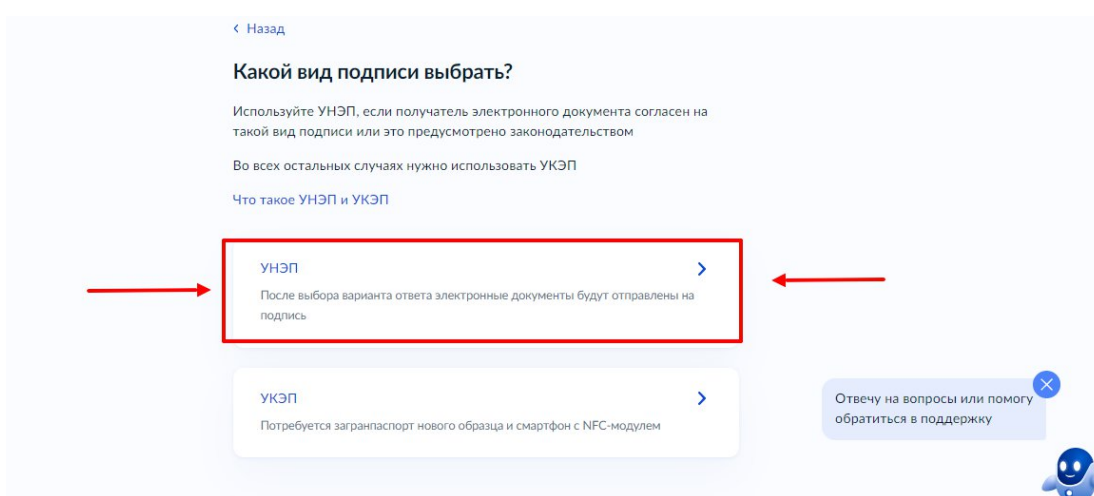 Назад
Какой вид подписи выбрать?
Используйте УНЭП, если получатель электронного документа согласен на
такой вид подписи или это предусмотрено законодательством
Во всех остальных случаях нужно использовать УКЭП
Что такое УНЭП и УКЭП
УНЭП
После выбора варианта ответа электронные документы будут отправлены на
подпись
УКЭП
Потребуется загранпаспорт нового образца и смартфон с NFC-модулем
Отвечу на вопросы или помогу
обратиться в поддержку